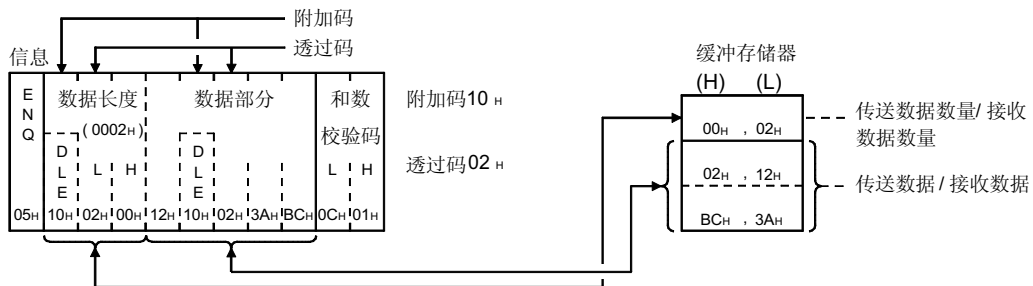 附加码
透过码
信息
E N Q
数据长度
数据部分
和数
校验码
(0002H)
D L E
L
H
D L E
L
H
05H 10H 02H 00H 12H 10H 02H 3AH BCH 0CH 01H
附加码10 H
透过码02 H
缓冲存储器
(H) (L)
00H , 02H
02H , 12H
BCH , 3AH
传送数据数量/ 接收
数据数量
传送数据 / 接收数据